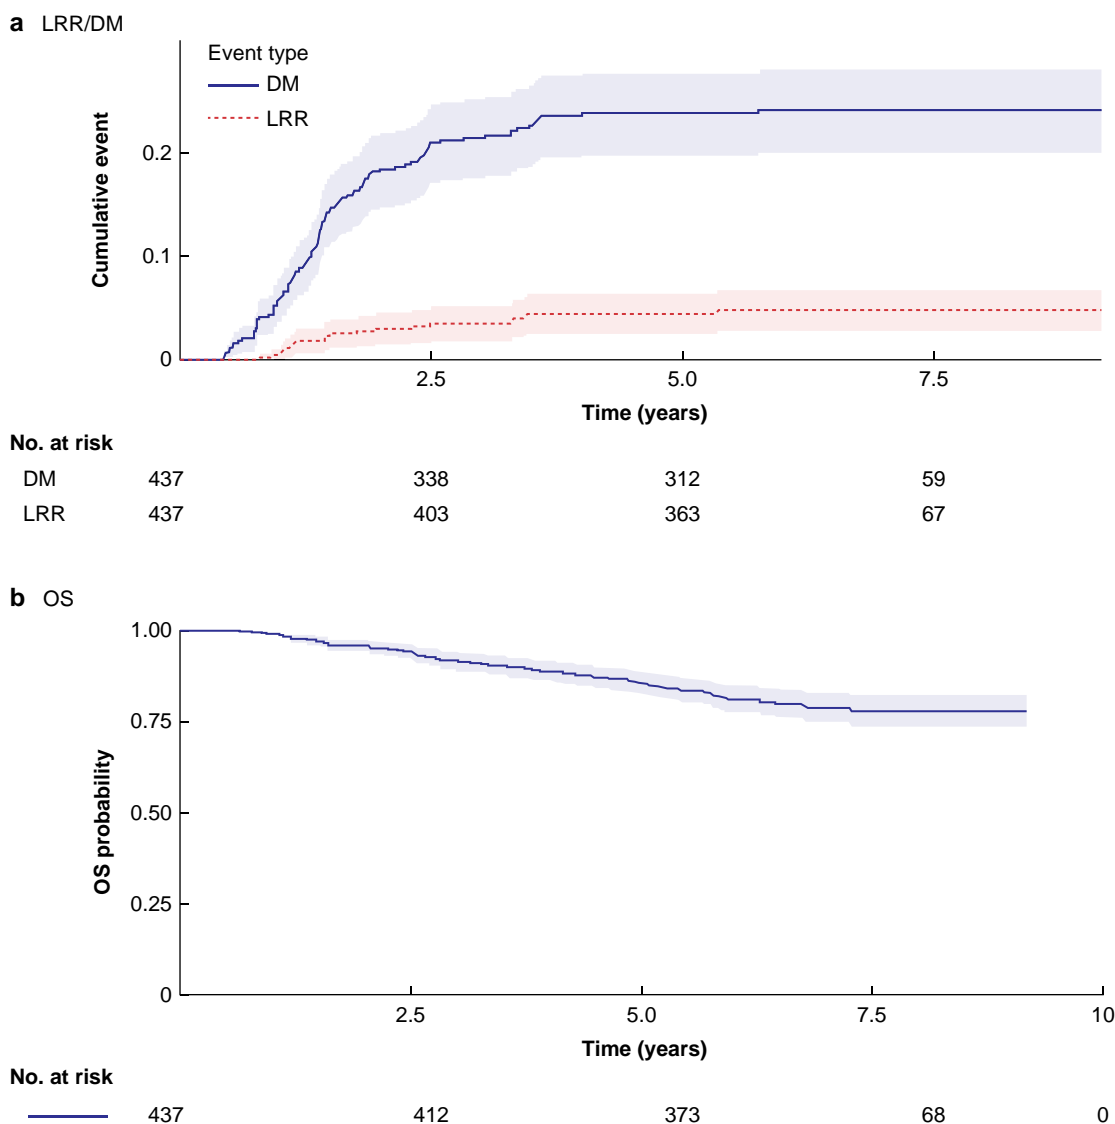 a LRR/DM
Event type
DM
LRR
Cumulative event
0.2
0.1
0
2.5 5.0 7.5
Time (years)
No. at risk
DM 437 338 312 59
LRR 437 403 363 67
b OS
OS probability
1.00
0.75
0.50
0.25
0
2.5 5.0 7.5 10
Time (years)
No. at risk
437 412 373 68 0